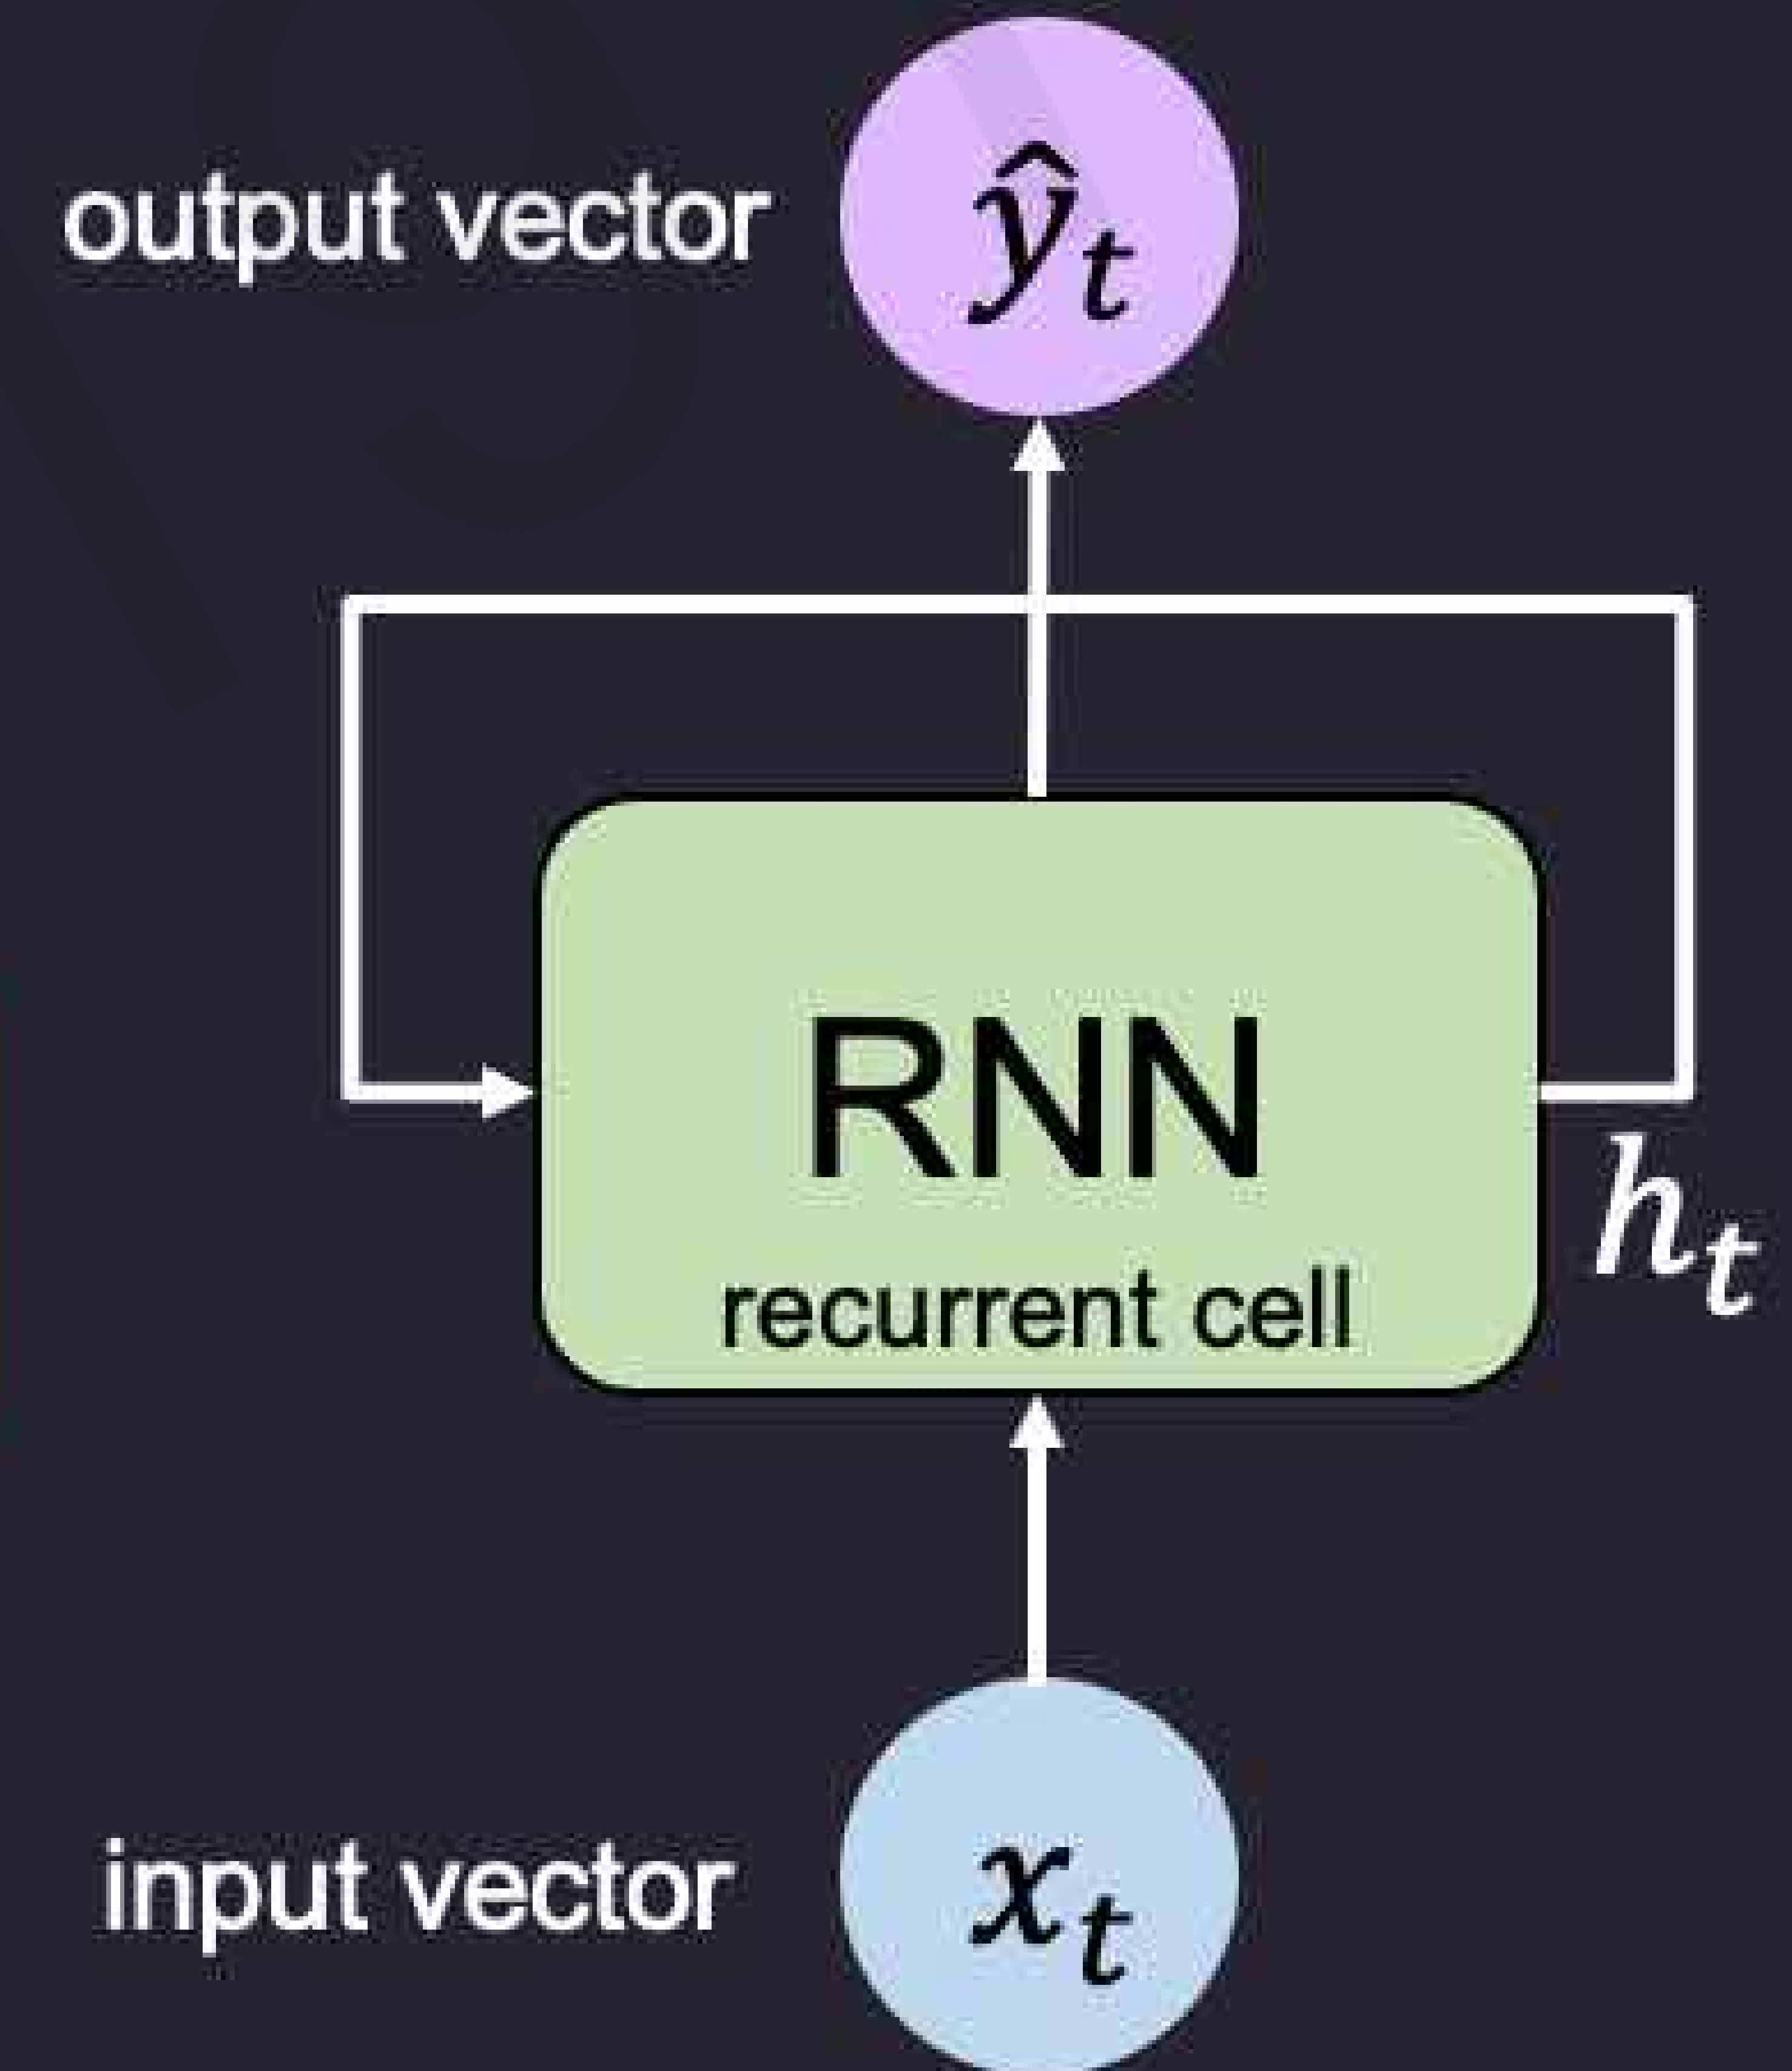 output vector
ŷₜ
RNN
hₜ
recurrent cell
input vector
xₜ